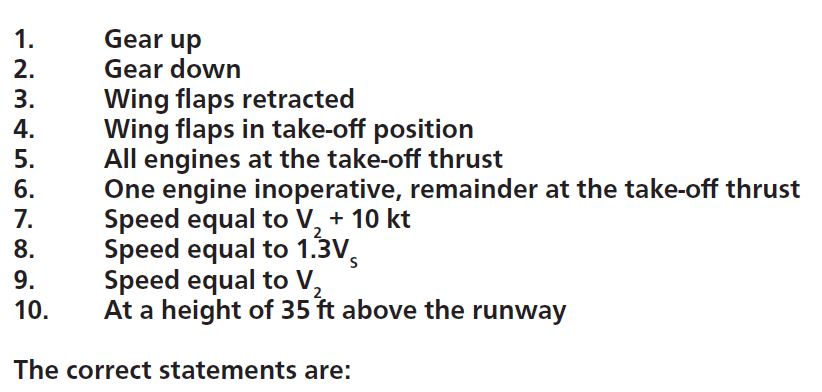 1. Gear up
2. Gear down
3. Wing flaps retracted
4. Wing flaps in take-off position
5. All engines at the take-off thrust
6. One engine inoperative, remainder at the take-off thrust
7. Speed equal to V₂ + 10 kt
8. Speed equal to 1.3Vₛ
9. Speed equal to V₂
10. At a height of 35 ft above the runway
The correct statements are: